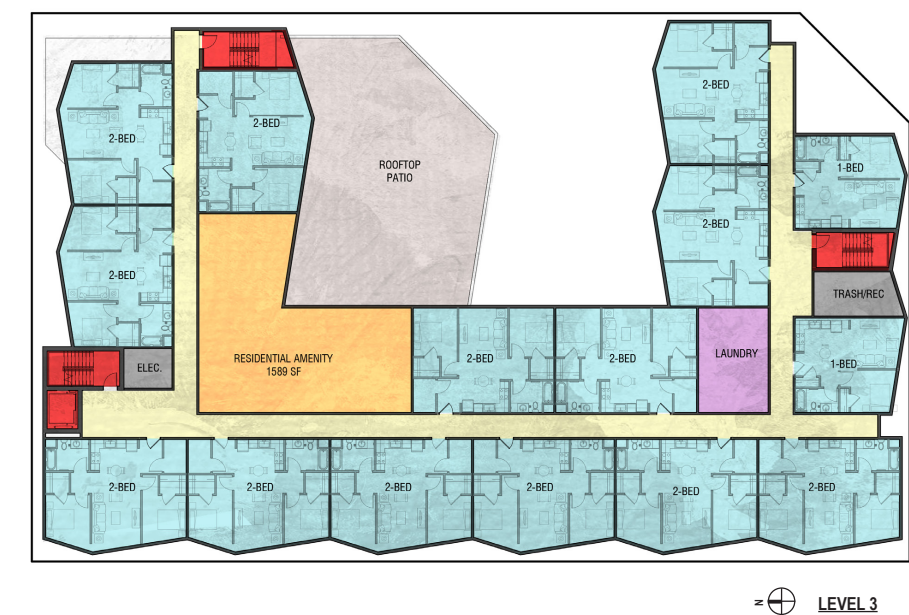 2-BED
2-BED
2-BED
1-BED
ROOFTOP
PATIO
2-BED
2-BED
TRASH/REC
RESIDENTIAL AMENITY
1589 SF
2-BED
2-BED
LAUNDRY
1-BED
ELEC.
2-BED
2-BED
2-BED
2-BED
2-BED
2-BED
N
LEVEL 3